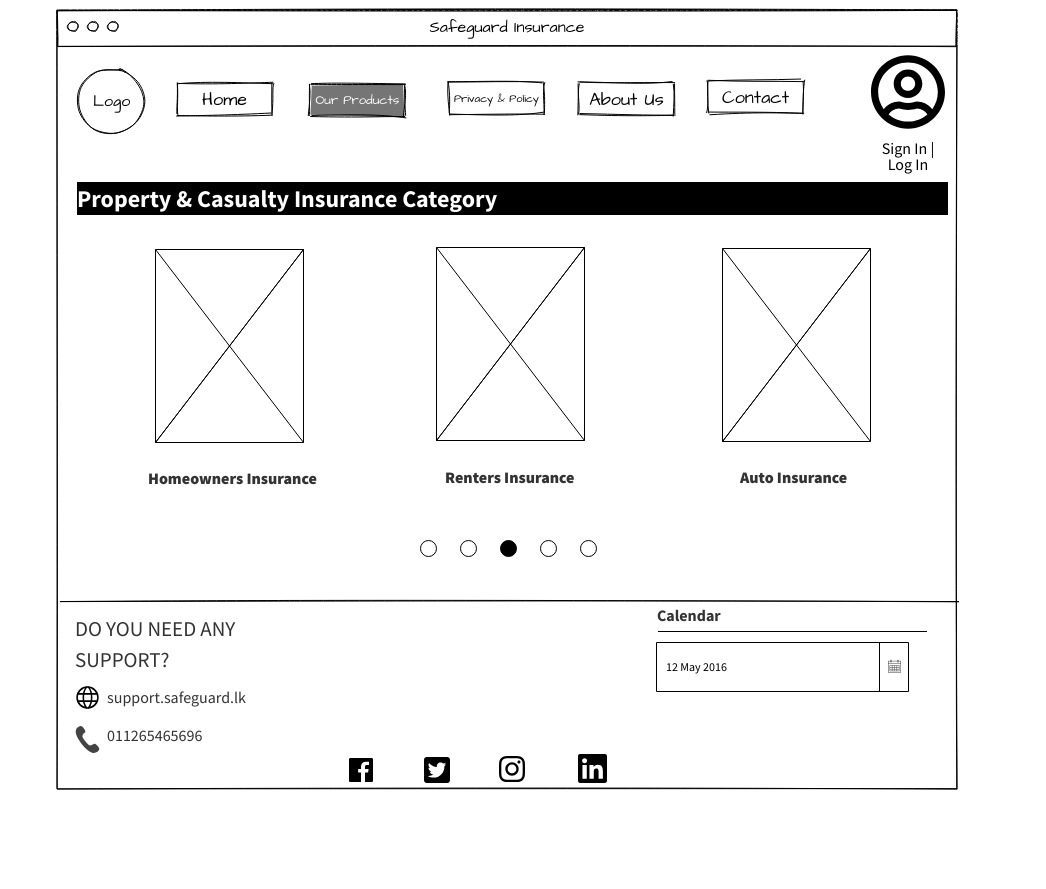 Safeguard Insurance
Logo
Home
Our Products
Privacy & Policy
About Us
Contact
Sign In |
Log In
Property & Casualty Insurance Category
Homeowners Insurance
Renters Insurance
Auto Insurance
DO YOU NEED ANY
SUPPORT?
support.safeguard.lk
011265465696
Calendar
12 May 2016